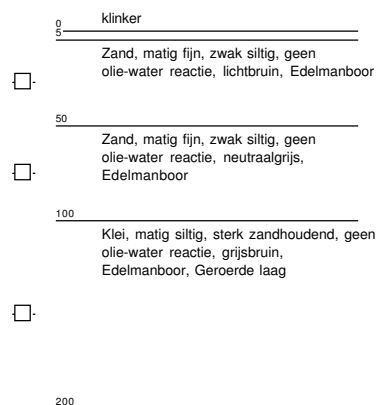 klinker
0
5
Zand, matig fijn, zwak siltig, geen
olie-water reactie, lichtbruin, Edelmanboor
50
Zand, matig fijn, zwak siltig, geen
olie-water reactie, neutraalgrijs,
Edelmanboor
100
Klei, matig siltig, sterk zandhoudend, geen
olie-water reactie, grijsbruin,
Edelmanboor, Geroerde laag
200